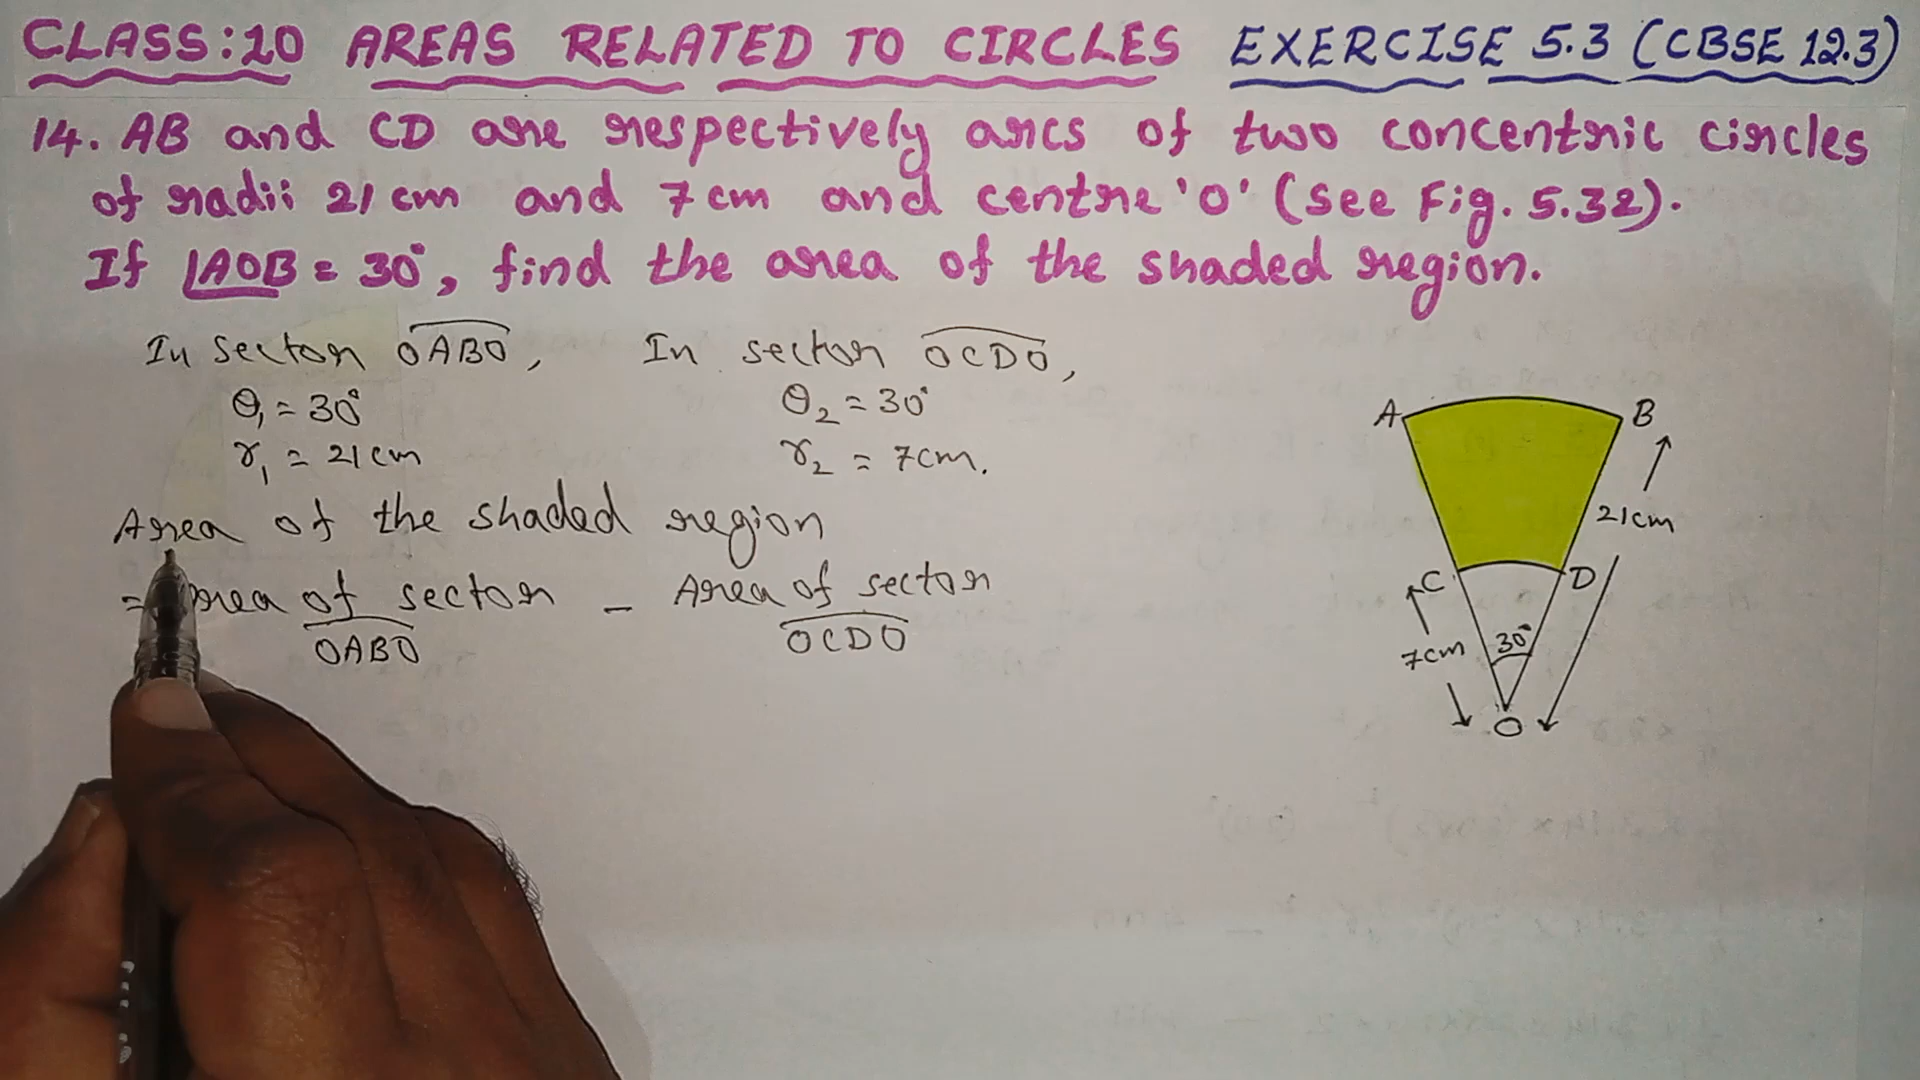 CLASS:10 AREAS RELATED TO CIRCLES EXERCISE 5.3 (CBSE 12.3)
14. AB and CD are respectively arcs of two concentric circles
of radii 21 cm and 7 cm and centre 'O' (see Fig. 5.32).
If ∠AOB = 30°, find the area of the shaded region.
In sector OABO, In sector OCDO,
θ₁ = 30° θ₂ = 30°
r₁ = 21 cm r₂ = 7cm.
Area of the shaded region
= Area of sector – Area of sector
OABO OCDO
A B
21cm
C D
7cm 30°
O